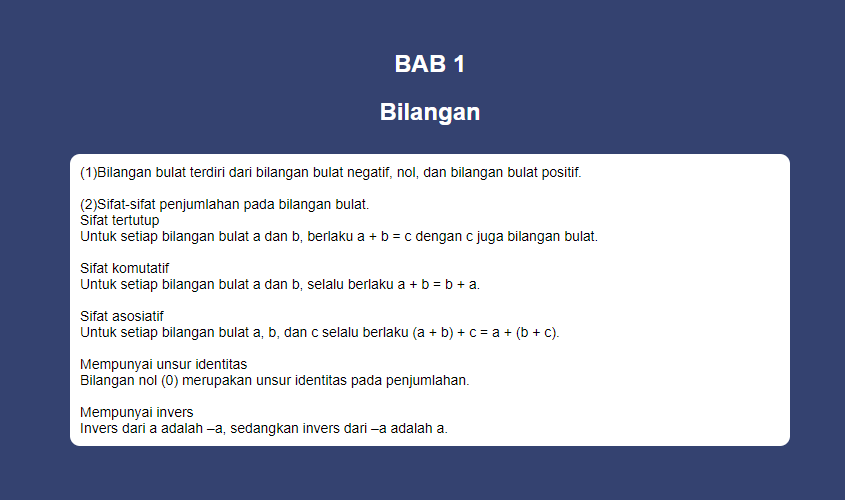 BAB 1
Bilangan
(1)Bilangan bulat terdiri dari bilangan bulat negatif, nol, dan bilangan bulat positif.
(2)Sifat-sifat penjumlahan pada bilangan bulat.
Sifat tertutup
Untuk setiap bilangan bulat a dan b, berlaku a + b = c dengan c juga bilangan bulat.
Sifat komutatif
Untuk setiap bilangan bulat a dan b, selalu berlaku a + b = b + a.
Sifat asosiatif
Untuk setiap bilangan bulat a, b, dan c selalu berlaku (a + b) + c = a + (b + c).
Mempunyai unsur identitas
Bilangan nol (0) merupakan unsur identitas pada penjumlahan.
Mempunyai invers
Invers dari a adalah –a, sedangkan invers dari –a adalah a.